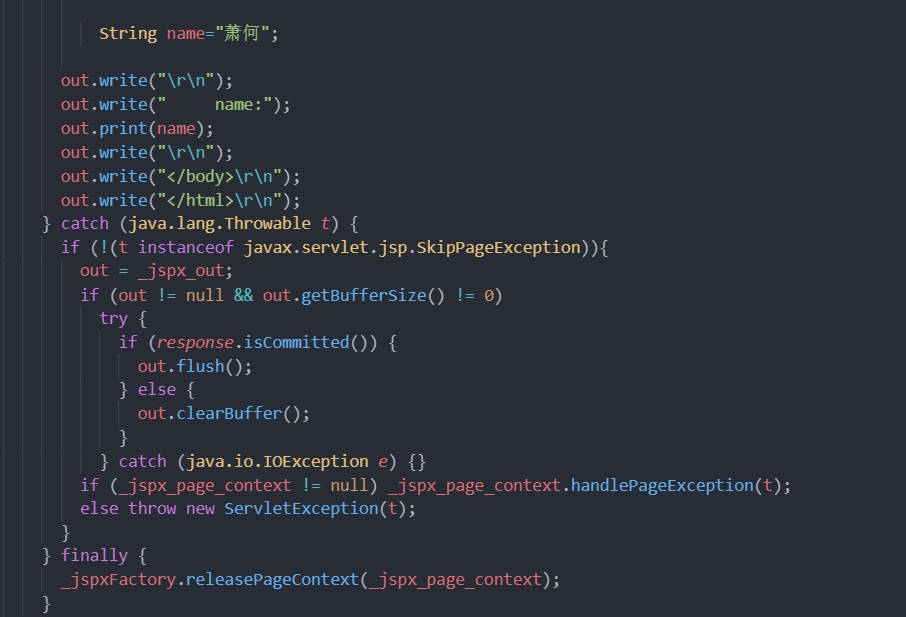 String name="萧何";
out.write("\r\n");
out.write("     name:");
out.print(name);
out.write("\r\n");
out.write("</body>\r\n");
out.write("</html>\r\n");
} catch (java.lang.Throwable t) {
if (!(t instanceof javax.servlet.jsp.SkipPageException)){
out = _jspx_out;
if (out != null && out.getBufferSize() != 0)
try {
if (response.isCommitted()) {
out.flush();
} else {
out.clearBuffer();
}
} catch (java.io.IOException e) {}
if (_jspx_page_context != null) _jspx_page_context.handlePageException(t);
else throw new ServletException(t);
}
} finally {
_jspxFactory.releasePageContext(_jspx_page_context);
}